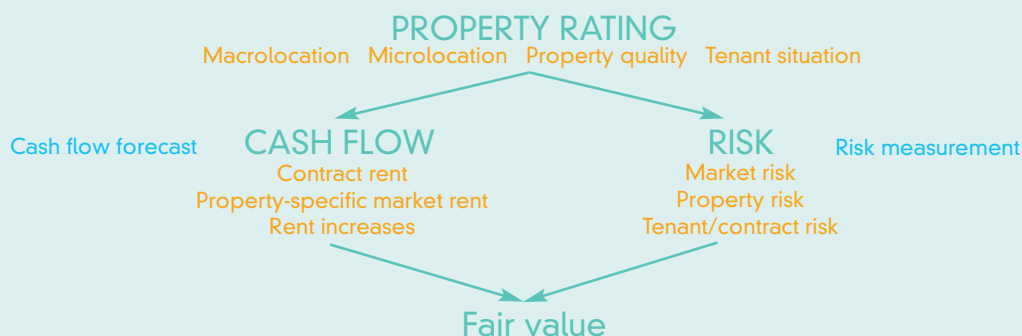 PROPERTY RATING
Macrolocation Microlocation Property quality Tenant situation
Cash flow forecast CASH FLOW RISK Risk measurement
Contract rent Market risk
Property-specific market rent Property risk
Rent increases Tenant/contract risk
Fair value